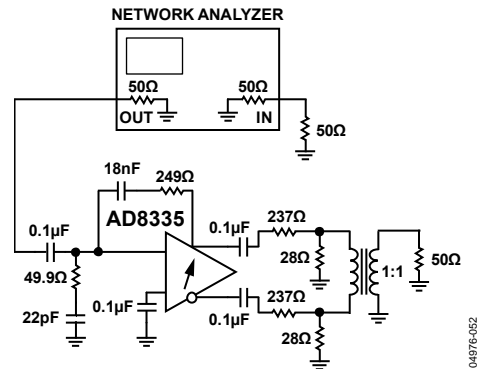 NETWORK ANALYZER
50Ω
50Ω
OUT
IN
50Ω
18nF
249Ω
AD8335
0.1µF
0.1µF
237Ω
49.9Ω
28Ω
1:1
50Ω
22pF
0.1µF
0.1µF
237Ω
28Ω
04976-052